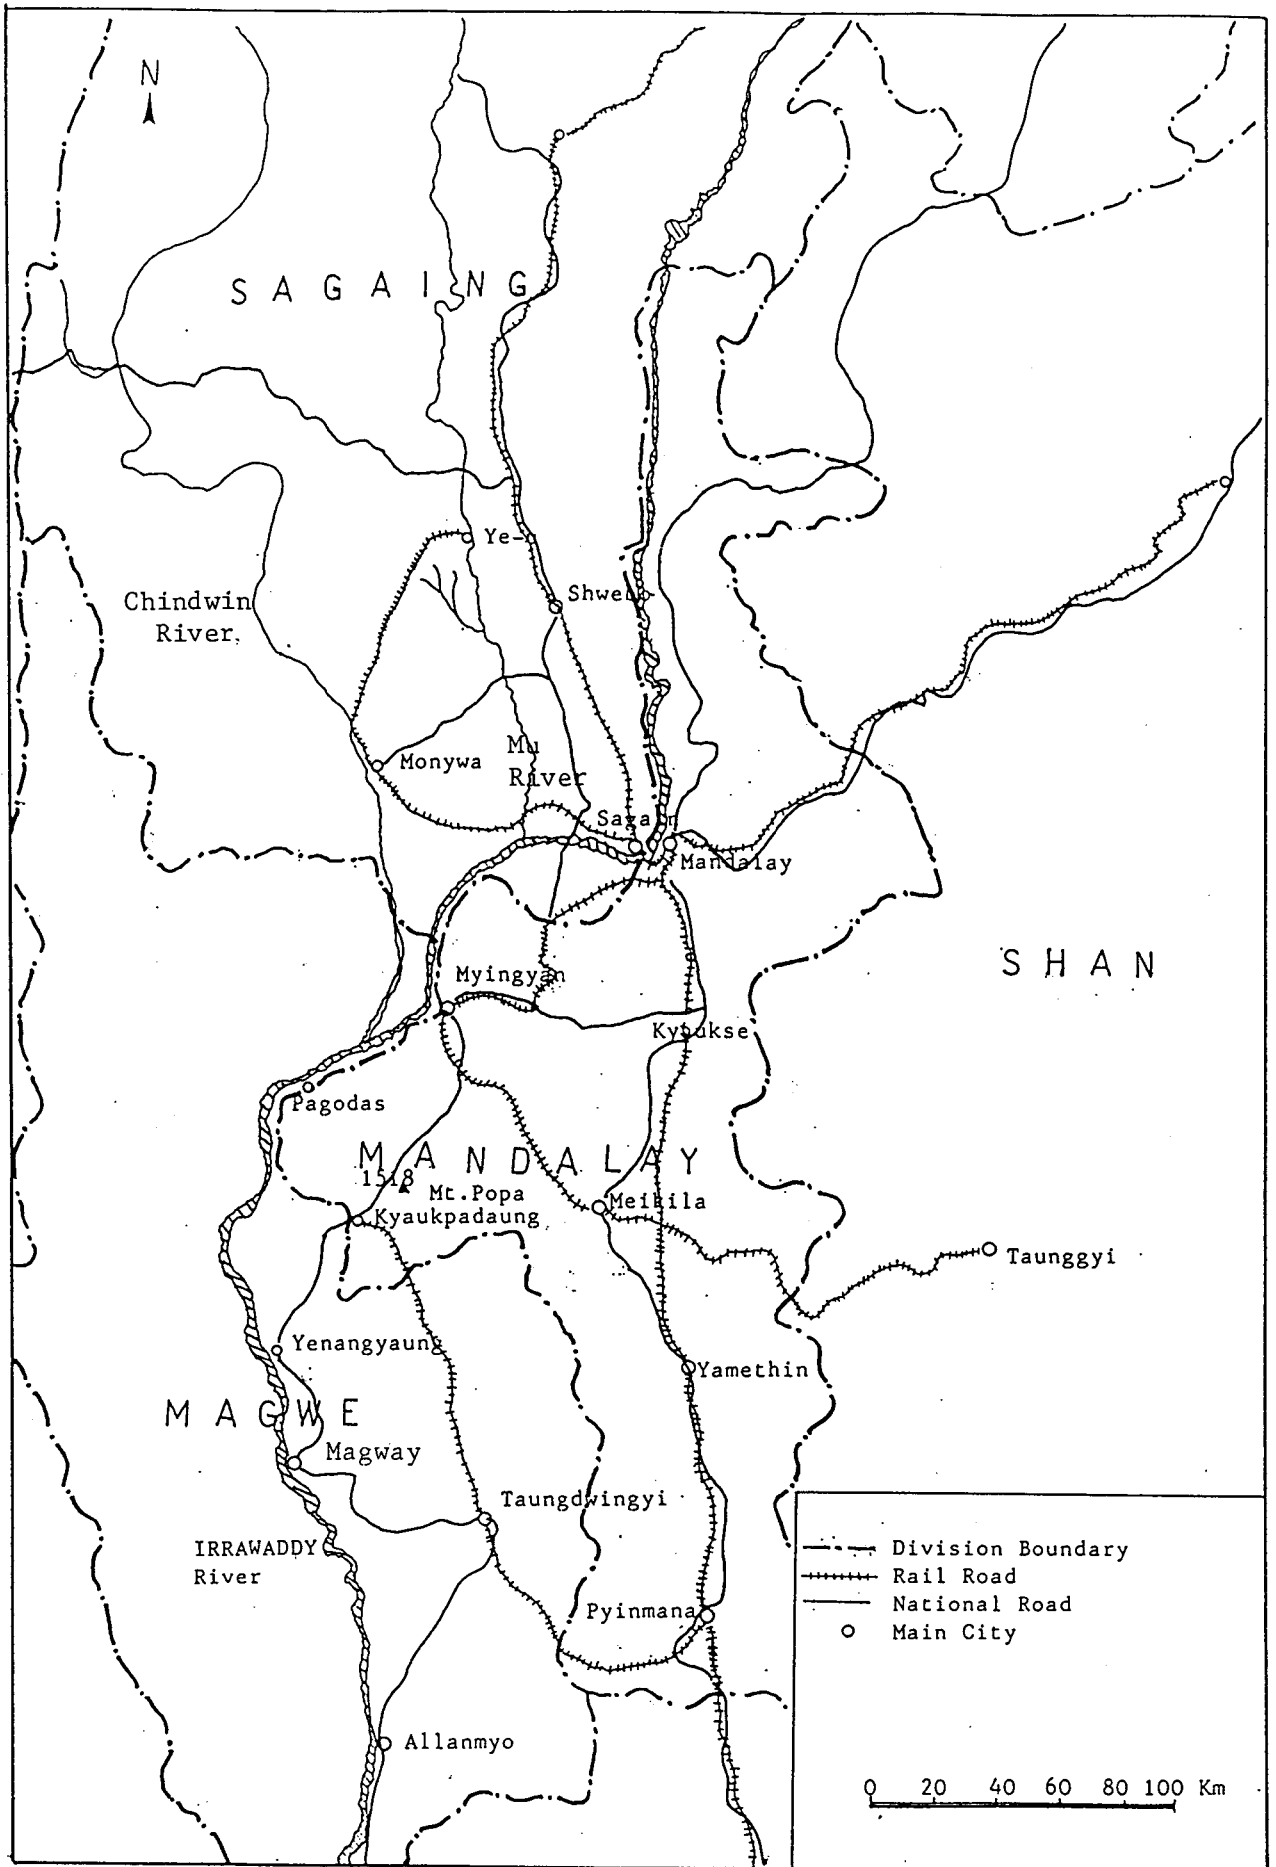 N
SAGAING
Ye-
Chindwin
River
Shweb
Monywa
Mu
River
Sagain
Mandalay
SHAN
Myingyan
Kyaukse
Pagodas
MANDALAY
1518
Mt.Popa
Kyaukpadaung
Meiktila
Taunggyi
Yenangyaung
Yamethin
MAGWE
Magway
Taungdwingyi
IRRAWADDY
River
Pyinmana
Allanmyo
Division Boundary
Rail Road
National Road
Main City
0 20 40 60 80 100 Km